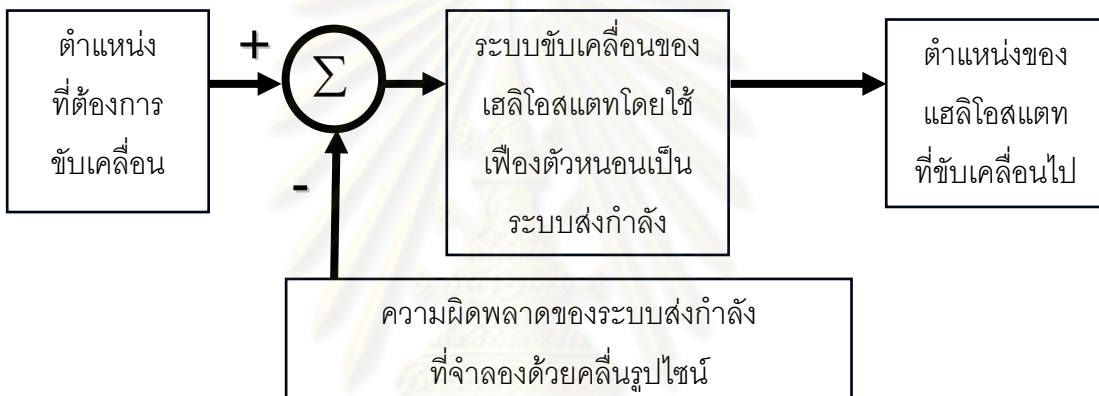 ตำแหน่ง
ที่ต้องการ
ขับเคลื่อน
+
Σ
-
ระบบขับเคลื่อนของ
เฮลิโอสแตทโดยใช้
เฟืองตัวหนอนเป็น
ระบบส่งกำลัง
ตำแหน่งของ
แฮลิโอสแตท
ที่ขับเคลื่อนไป
ความผิดพลาดของระบบส่งกำลัง
ที่จำลองด้วยคลื่นรูปไซน์